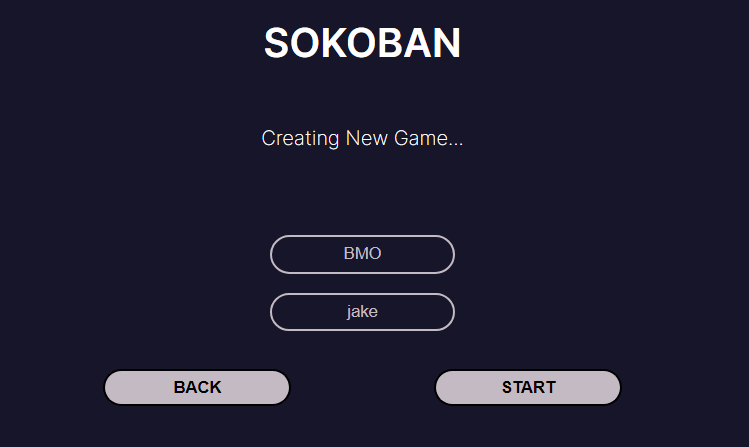 SOKOBAN
Creating New Game...
BMO
jake
BACK START